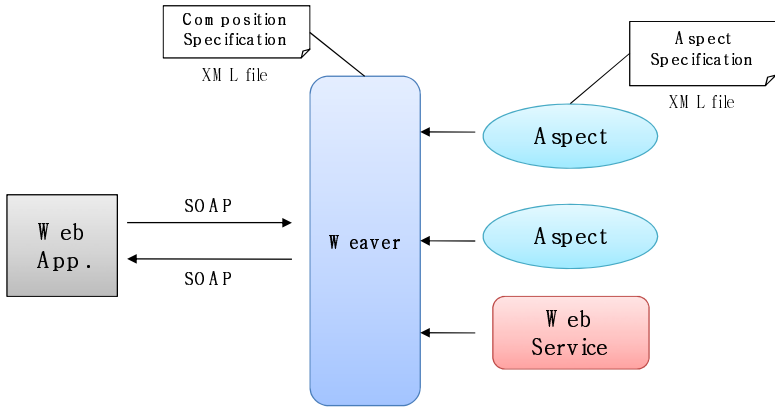 Composition
Specification
XML file
Aspect
Specification
XML file
Aspect
SOAP
Web
App.
Weaver
Aspect
SOAP
Web
Service